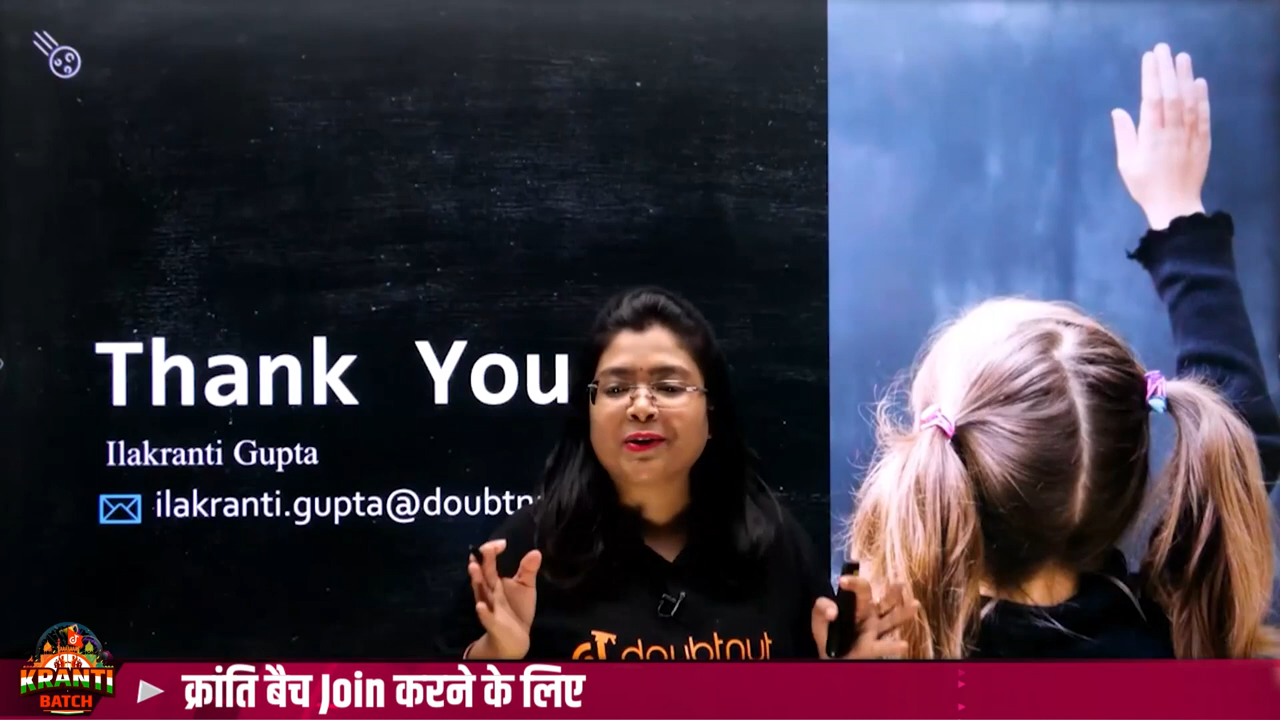 Thank You
Ilakranti Gupta
ilakranti.gupta@doubtn
doubtnut
KRANTI
BATCH
क्रांति बैच Join करने के लिए